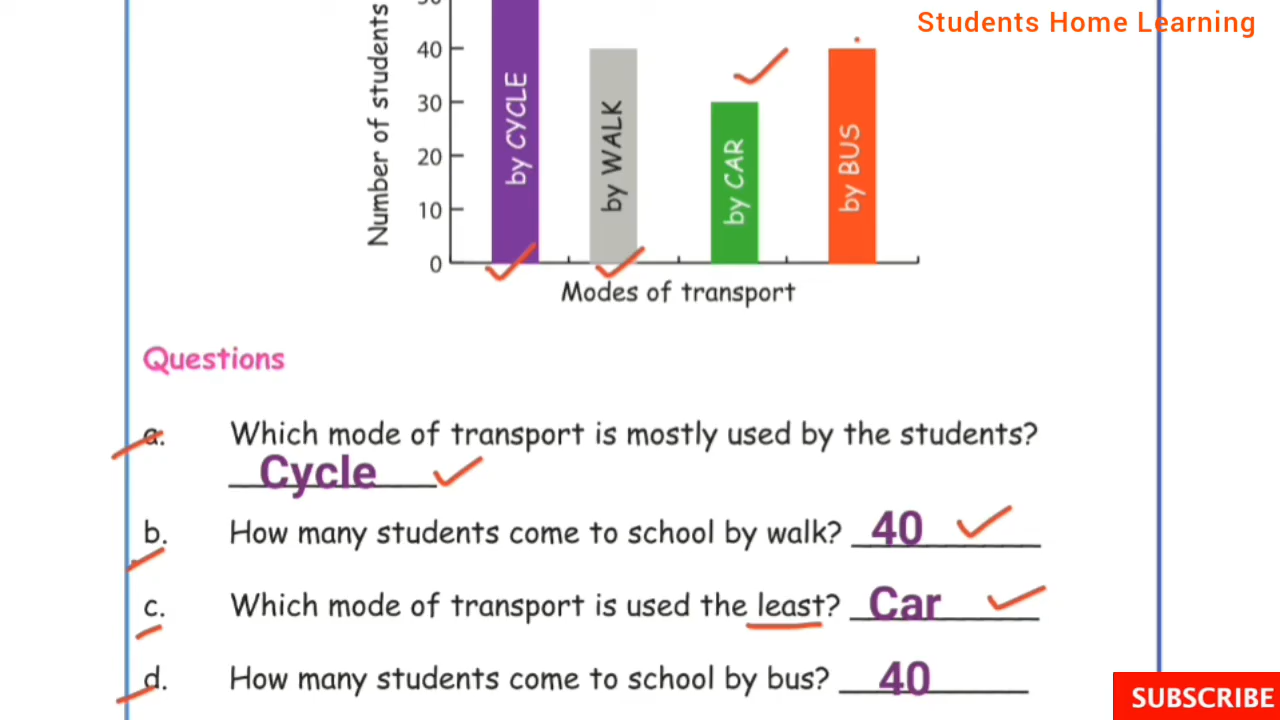 Students Home Learning
Number of students
40
30
20
10
0
by CYCLE
by WALK
by CAR
by BUS
Modes of transport
Questions
a. Which mode of transport is mostly used by the students?
Cycle
b. How many students come to school by walk? 40
c. Which mode of transport is used the least? Car
d. How many students come to school by bus? 40
SUBSCRIBE